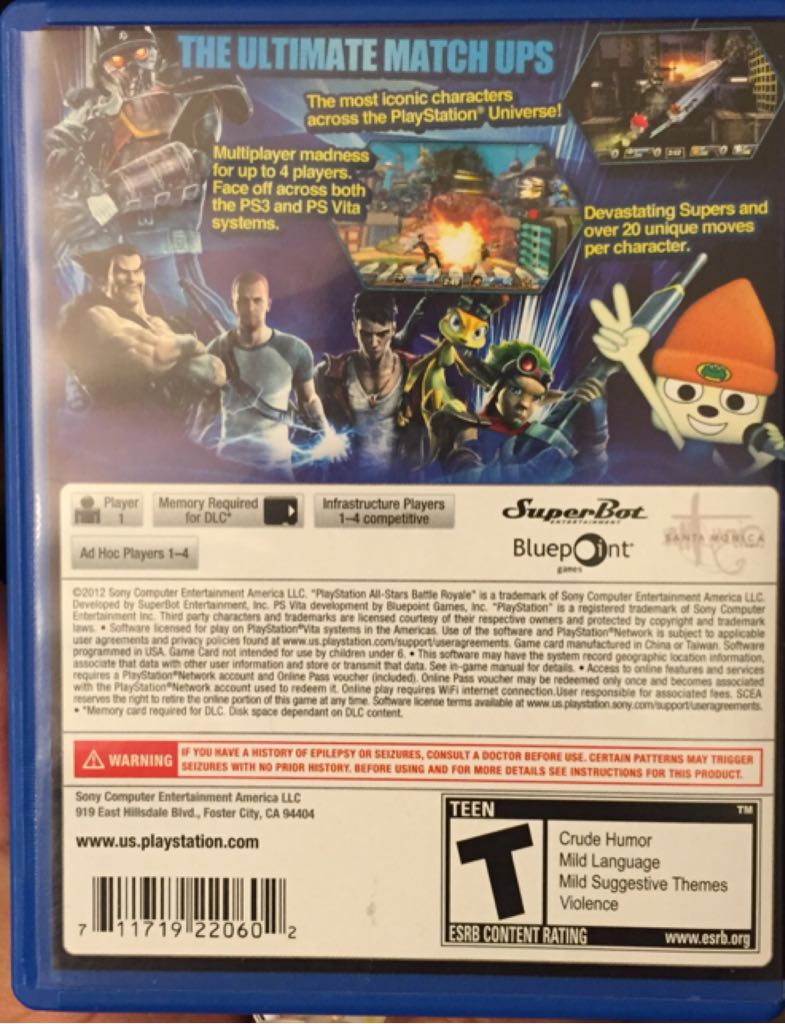 THE ULTIMATE MATCH UPS
The most iconic characters
across the PlayStation® Universe!
Multiplayer madness
for up to 4 players.
Face off across both
the PS3 and PS Vita
systems.
Devastating Supers and
over 20 unique moves
per character.
Player
1
Memory Required
for DLC*
Infrastructure Players
1-4 competitive
Ad Hoc Players 1-4
SuperBot
ENTERTAINMENT
Bluepoint
games
SANTA MONICA
©2012 Sony Computer Entertainment America LLC. "PlayStation All-Stars Battle Royale" is a trademark of Sony Computer Entertainment America LLC.
Developed by SuperBot Entertainment, Inc. PS Vita development by Bluepoint Games, Inc. "PlayStation" is a registered trademark of Sony Computer
Entertainment Inc. Third party characters and trademarks are licensed courtesy of their respective owners and protected by copyright and trademark
laws. • Software licensed for play on PlayStation®Vita systems in the Americas. Use of the software and PlayStation®Network is subject to applicable
user agreements and privacy policies found at www.us.playstation.com/support/useragreements. Game card manufactured in China or Taiwan. Software
programmed in USA. Game Card not intended for use by children under 6. • This software may have the system record geographic location information,
associate that data with other user information and store or transmit that data. See in-game manual for details. • Access to online features and services
requires a PlayStation®Network account and Online Pass voucher (included). Online Pass voucher may be redeemed only once and becomes associated
with the PlayStation®Network account used to redeem it. Online play requires WiFi internet connection.User responsible for associated fees. SCEA
reserves the right to retire the online portion of this game at any time. Software license terms available at www.us.playstation.com/support/useragreements.
• *Memory card required for DLC. Disk space dependent on DLC content.
WARNING
IF YOU HAVE A HISTORY OF EPILEPSY OR SEIZURES, CONSULT A DOCTOR BEFORE USE. CERTAIN PATTERNS MAY TRIGGER
SEIZURES WITH NO PRIOR HISTORY. BEFORE USING AND FOR MORE DETAILS SEE INSTRUCTIONS FOR THIS PRODUCT.
Sony Computer Entertainment America LLC
919 East Hillsdale Blvd., Foster City, CA 94404
www.us.playstation.com
7 11719 22060 2
TEEN TM
T
Crude Humor
Mild Language
Mild Suggestive Themes
Violence
ESRB CONTENT RATING www.esrb.org